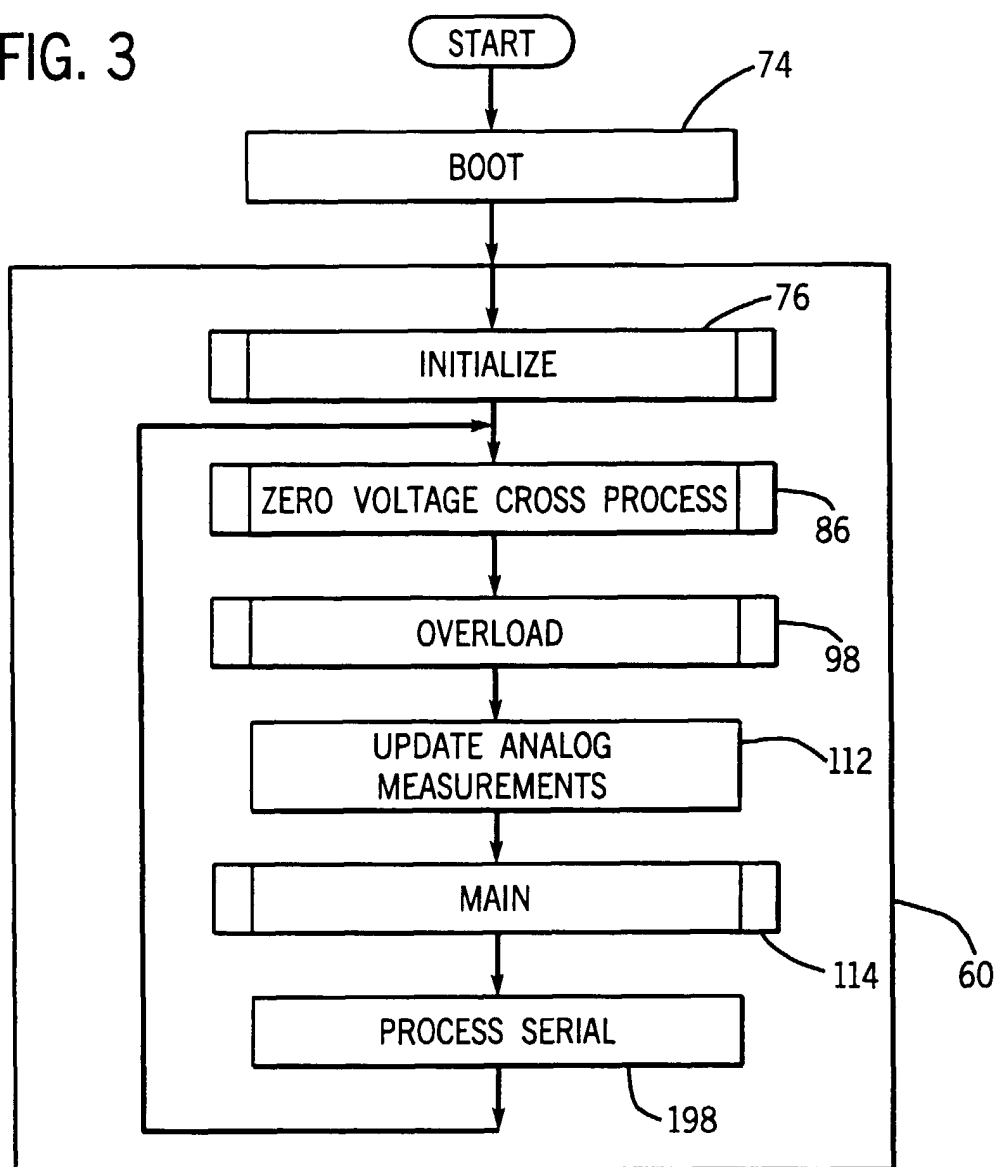 FIG. 3
START
74
BOOT
76
INITIALIZE
ZERO VOLTAGE CROSS PROCESS
86
OVERLOAD
98
UPDATE ANALOG
MEASUREMENTS
112
MAIN
114
60
PROCESS SERIAL
198